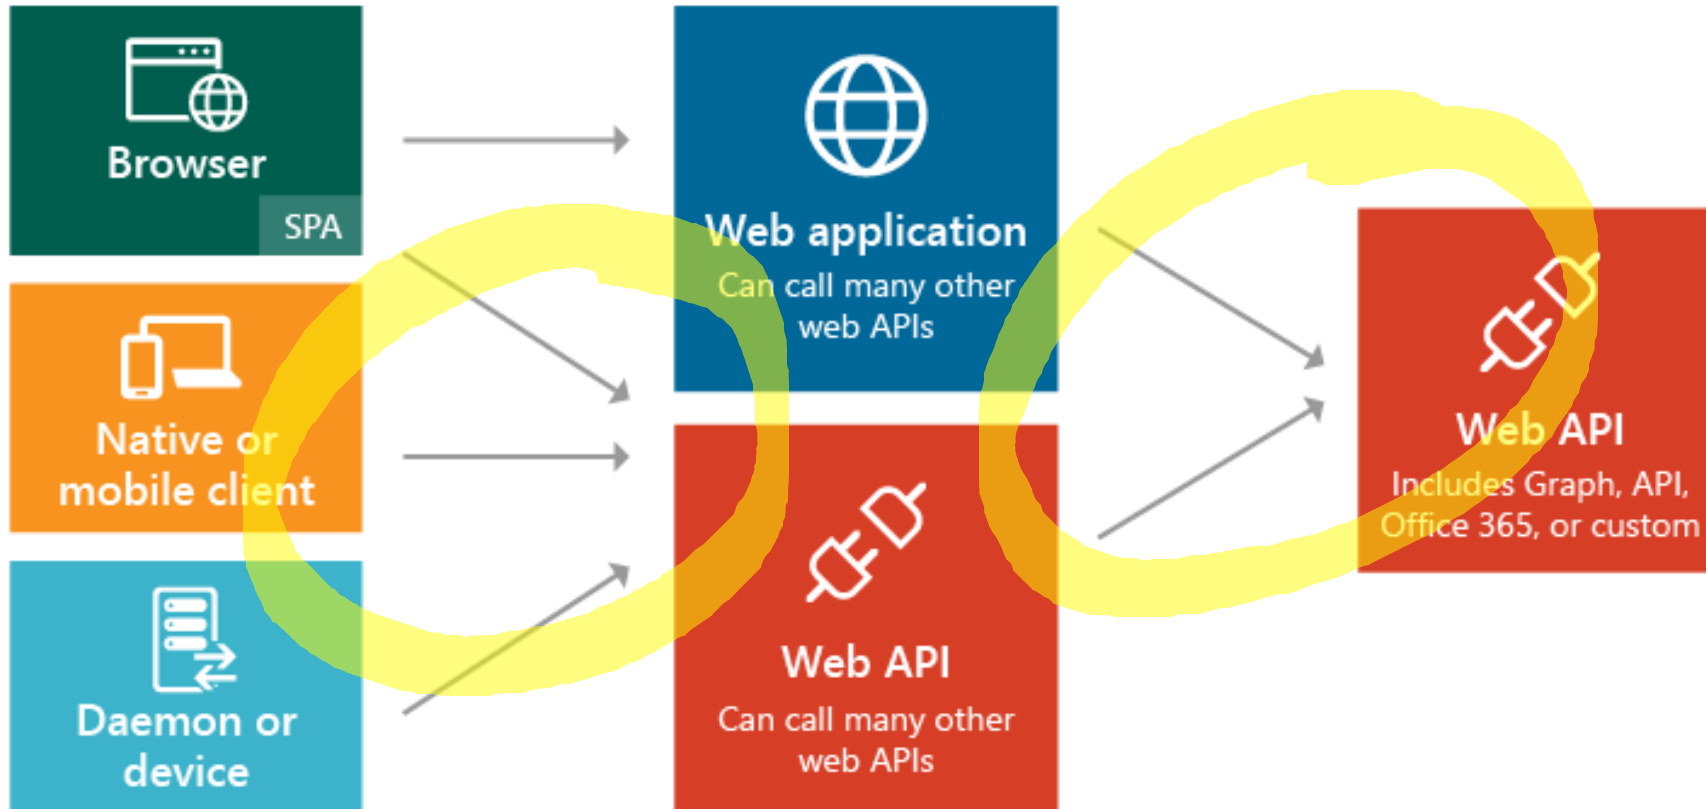 Browser
SPA
Native or
mobile client
Daemon or
device
Web application
Can call many other
web APIs
Web API
Can call many other
web APIs
Web API
Includes Graph, API,
Office 365, or custom